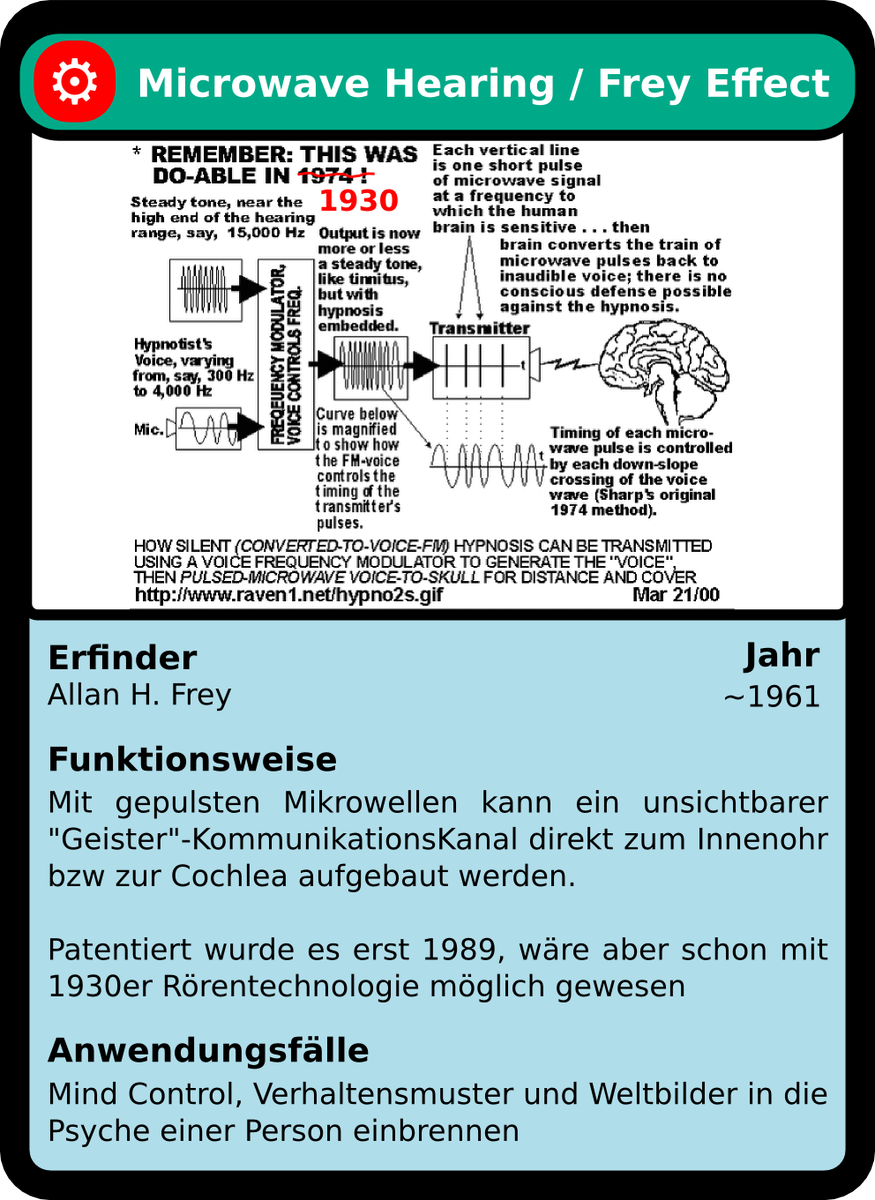 Microwave Hearing / Frey Effect
* REMEMBER: THIS WAS
DO-ABLE IN 1974 !
1930
Steady tone, near the
high end of the hearing
range, say, 15,000 Hz
Each vertical line
is one short pulse
of microwave signal
at a frequency to
which the human
brain is sensitive . . . then
brain converts the train of
microwave pulses back to
inaudible voice; there is no
conscious defense possible
against the hypnosis.
Output is now
more or less
a steady tone,
like tinnitus,
but with
hypnosis
embedded.
FREQEUENCY MODULATOR,
VOICE CONTROLS FREQ.
Transmitter
t
Hypnotist's
Voice, varying
from, say, 300 Hz
to 4,000 Hz
Mic.
Curve below
is magnified
to show how
the FM-voice
controls the
timing of the
transmitter's
pulses.
t
Timing of each micro-
wave pulse is controlled
by each down-slope
crossing of the voice
wave (Sharp's original
1974 method).
HOW SILENT (CONVERTED-TO-VOICE-FM) HYPNOSIS CAN BE TRANSMITTED
USING A VOICE FREQUENCY MODULATOR TO GENERATE THE "VOICE",
THEN PULSED-MICROWAVE VOICE-TO-SKULL FOR DISTANCE AND COVER
http://www.raven1.net/hypno2s.gif Mar 21/00
Erfinder
Allan H. Frey
Jahr
~1961
Funktionsweise
Mit gepulsten Mikrowellen kann ein unsichtbarer
"Geister"-KommunikationsKanal direkt zum Innenohr
bzw zur Cochlea aufgebaut werden.
Patentiert wurde es erst 1989, wäre aber schon mit
1930er Rörentechnologie möglich gewesen
Anwendungsfälle
Mind Control, Verhaltensmuster und Weltbilder in die
Psyche einer Person einbrennen